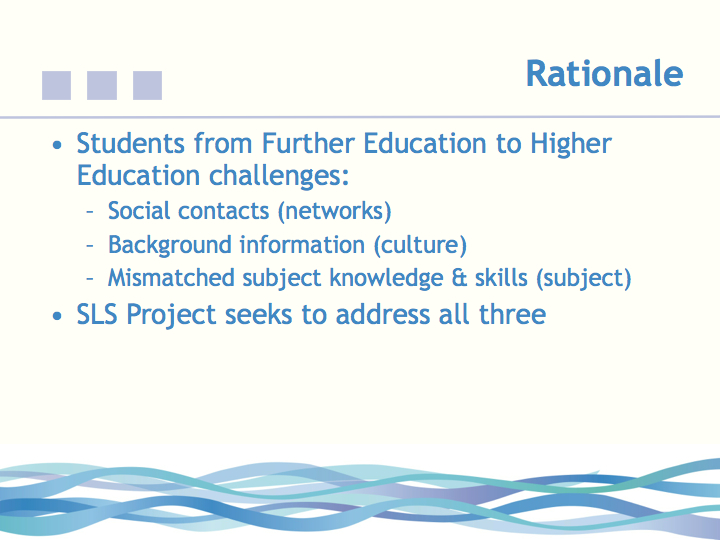 Rationale
• Students from Further Education to Higher
Education challenges:
– Social contacts (networks)
– Background information (culture)
– Mismatched subject knowledge & skills (subject)
• SLS Project seeks to address all three